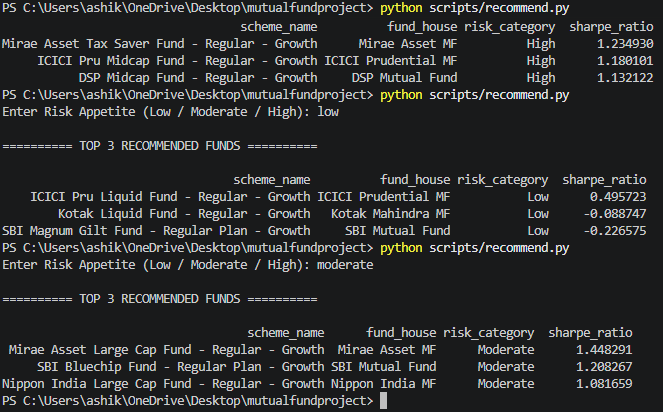 PS C:\Users\ashik\OneDrive\Desktop\mutualfundproject> python scripts/recommend.py
scheme_name fund_house risk_category sharpe_ratio
Mirae Asset Tax Saver Fund - Regular - Growth Mirae Asset MF High 1.234930
ICICI Pru Midcap Fund - Regular - Growth ICICI Prudential MF High 1.180101
DSP Midcap Fund - Regular - Growth DSP Mutual Fund High 1.132122
PS C:\Users\ashik\OneDrive\Desktop\mutualfundproject> python scripts/recommend.py
Enter Risk Appetite (Low / Moderate / High): low
========== TOP 3 RECOMMENDED FUNDS ==========
scheme_name fund_house risk_category sharpe_ratio
ICICI Pru Liquid Fund - Regular - Growth ICICI Prudential MF Low 0.495723
Kotak Liquid Fund - Regular - Growth Kotak Mahindra MF Low -0.088747
SBI Magnum Gilt Fund - Regular Plan - Growth SBI Mutual Fund Low -0.226575
PS C:\Users\ashik\OneDrive\Desktop\mutualfundproject> python scripts/recommend.py
Enter Risk Appetite (Low / Moderate / High): moderate
========== TOP 3 RECOMMENDED FUNDS ==========
scheme_name fund_house risk_category sharpe_ratio
Mirae Asset Large Cap Fund - Regular - Growth Mirae Asset MF Moderate 1.448291
SBI Bluechip Fund - Regular Plan - Growth SBI Mutual Fund Moderate 1.208267
Nippon India Large Cap Fund - Regular - Growth Nippon India MF Moderate 1.081659
PS C:\Users\ashik\OneDrive\Desktop\mutualfundproject>